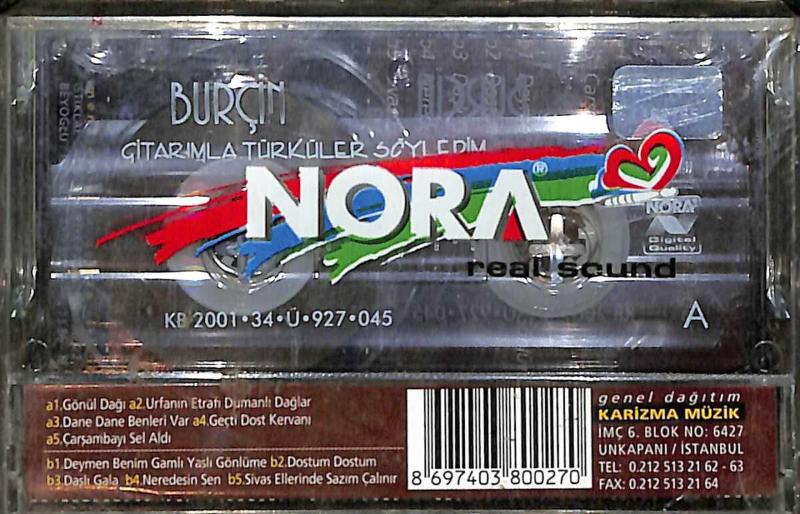 BURÇİN
GİTARIMLA TÜRKÜLER SÖYLERİM
NORA®
real sound
NORA
Digital
Quality
KB 2001•34•Ü•927•045
A
BEYOĞLU
a1.Gönül Dağı a2.Urfanın Etrafı Dumanlı Dağlar
a3.Dane Dane Benleri Var a4.Geçti Dost Kervanı
a5.Çarşambayı Sel Aldı
b1.Deymen Benim Gamlı Yaslı Gönlüme b2.Dostum Dostum
b3.Daşlı Gala b4.Neredesin Sen b5.Sivas Ellerinde Sazım Çalınır
8 697403 800270
genel dağıtım
KARİZMA MÜZİK
İMÇ 6. BLOK NO: 6427
UNKAPANI / İSTANBUL
TEL: 0.212 513 21 62 - 63
FAX: 0.212 513 21 64